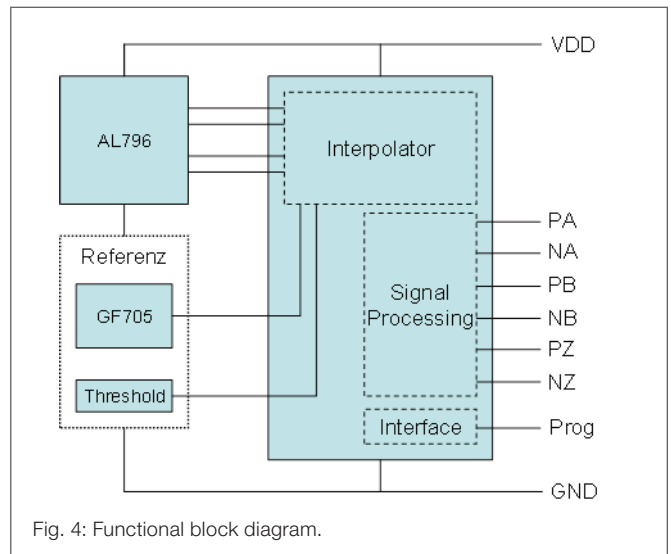 VDD
AL796
Interpolator
Referenz
GF705
Threshold
Signal
Processing
PA
NA
PB
NB
PZ
NZ
Interface
Prog
GND
Fig. 4: Functional block diagram.